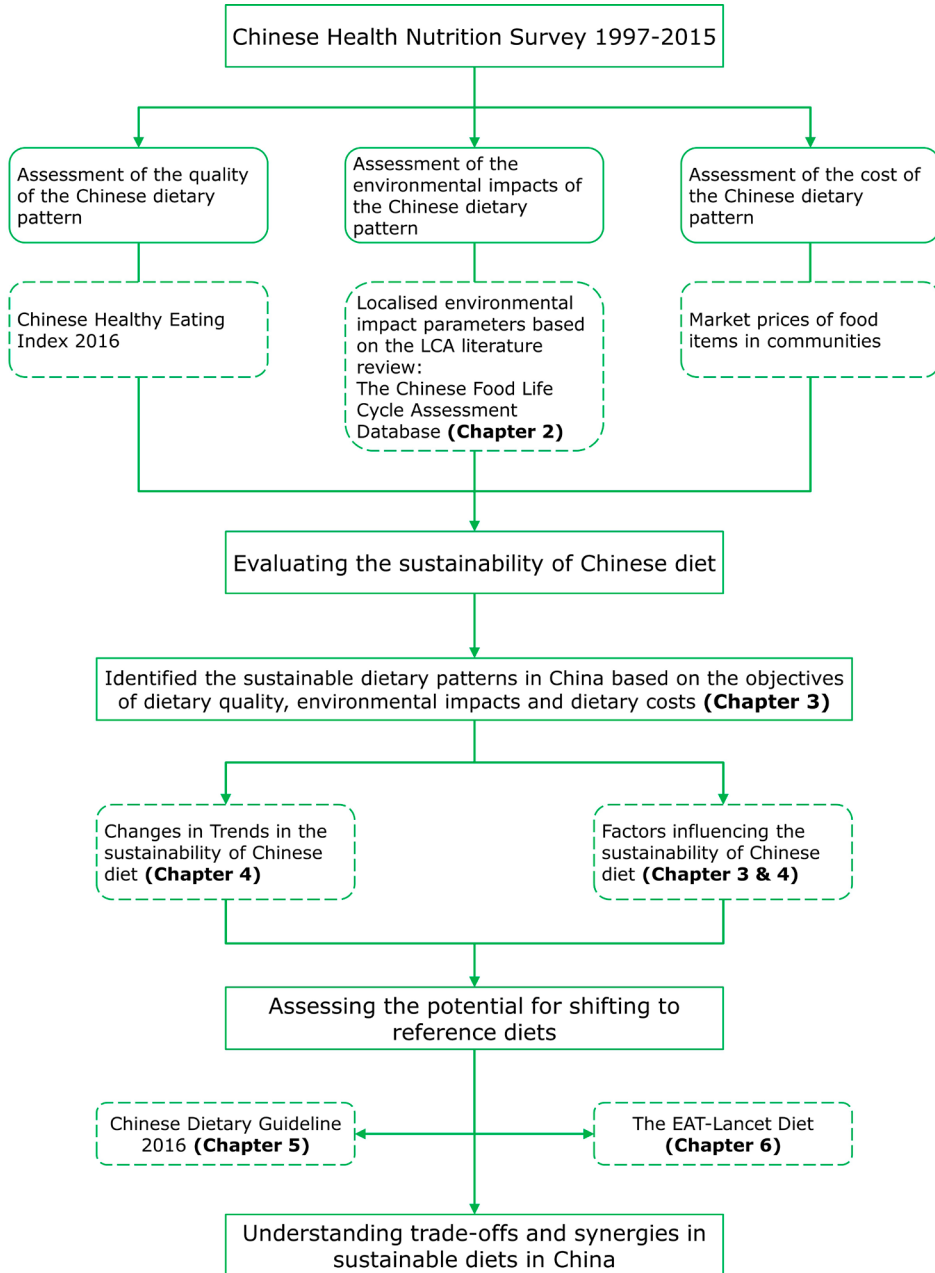 Chinese Health Nutrition Survey 1997-2015
Assessment of the quality
of the Chinese dietary
pattern
Assessment of the
environmental impacts of
the Chinese dietary
pattern
Assessment of the cost of
the Chinese dietary
pattern
Chinese Healthy Eating
Index 2016
Localised environmental
impact parameters based
on the LCA literature
review:
The Chinese Food Life
Cycle Assessment
Database (Chapter 2)
Market prices of food
items in communities
Evaluating the sustainability of Chinese diet
Identified the sustainable dietary patterns in China based on the objectives
of dietary quality, environmental impacts and dietary costs (Chapter 3)
Changes in Trends in the
sustainability of Chinese
diet (Chapter 4)
Factors influencing the
sustainability of Chinese
diet (Chapter 3 & 4)
Assessing the potential for shifting to
reference diets
Chinese Dietary Guideline
2016 (Chapter 5)
The EAT-Lancet Diet
(Chapter 6)
Understanding trade-offs and synergies in
sustainable diets in China